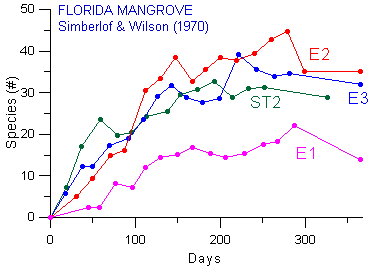 FLORIDA MANGROVE
Simberlof & Wilson (1970)
50
40
30
20
10
0
Species (#)
E2
E3
ST2
E1
0
100
200
300
Days